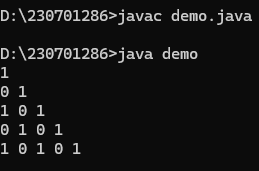 D:\230701286>javac demo.java
D:\230701286>java demo
1
0 1
1 0 1
0 1 0 1
1 0 1 0 1